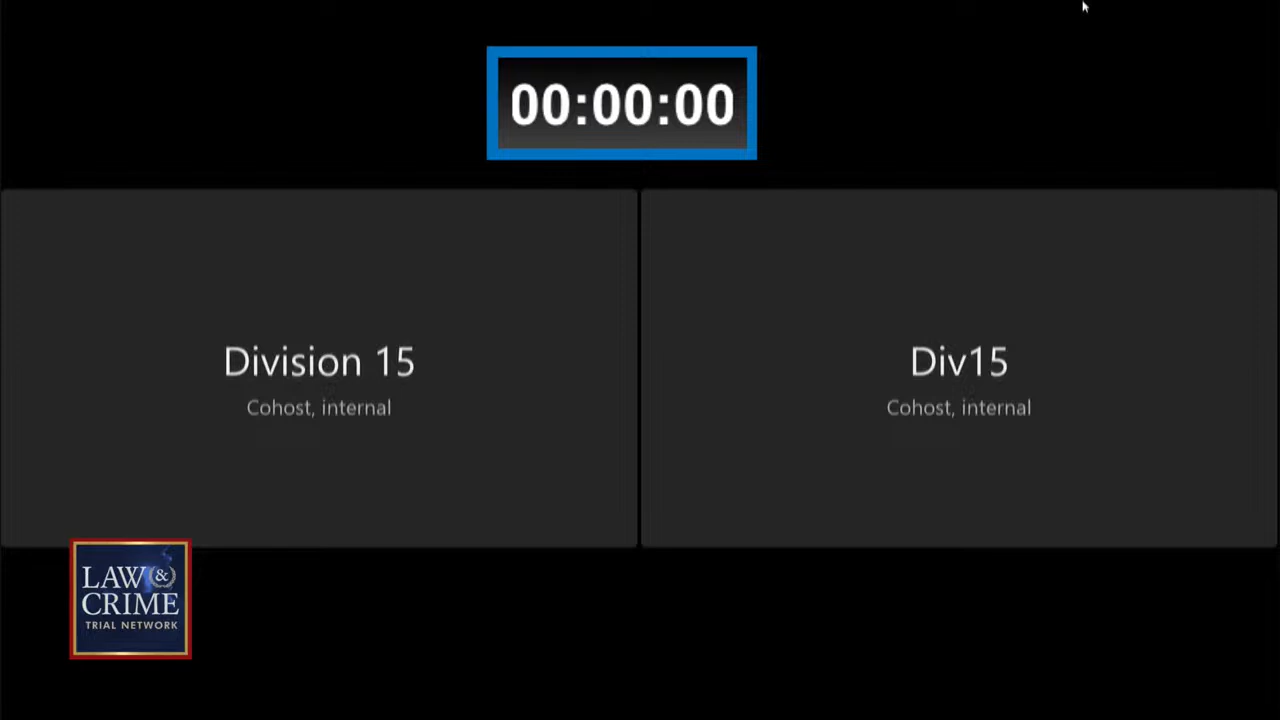 00:00:00
Division 15
Cohost, internal
Div15
Cohost, internal
LAW &
CRIME
TRIAL NETWORK